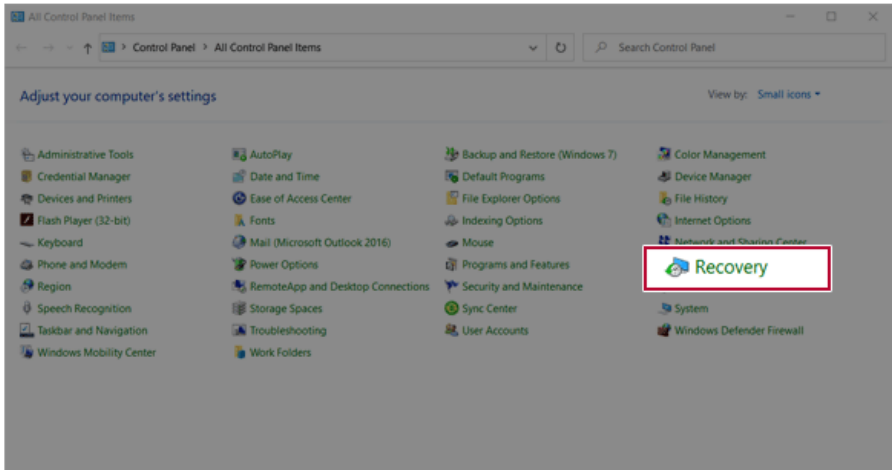 All Control Panel Items
Control Panel > All Control Panel Items
Search Control Panel
Adjust your computer's settings
View by: Small icons
Administrative Tools
AutoPlay
Backup and Restore (Windows 7)
Color Management
Credential Manager
Date and Time
Default Programs
Device Manager
Devices and Printers
Ease of Access Center
File Explorer Options
File History
Flash Player (32-bit)
Fonts
Indexing Options
Internet Options
Keyboard
Mail (Microsoft Outlook 2016)
Mouse
Network and Sharing Center
Phone and Modem
Power Options
Programs and Features
Recovery
Region
RemoteApp and Desktop Connections
Security and Maintenance
Speech Recognition
Storage Spaces
Sync Center
System
Taskbar and Navigation
Troubleshooting
User Accounts
Windows Defender Firewall
Windows Mobility Center
Work Folders